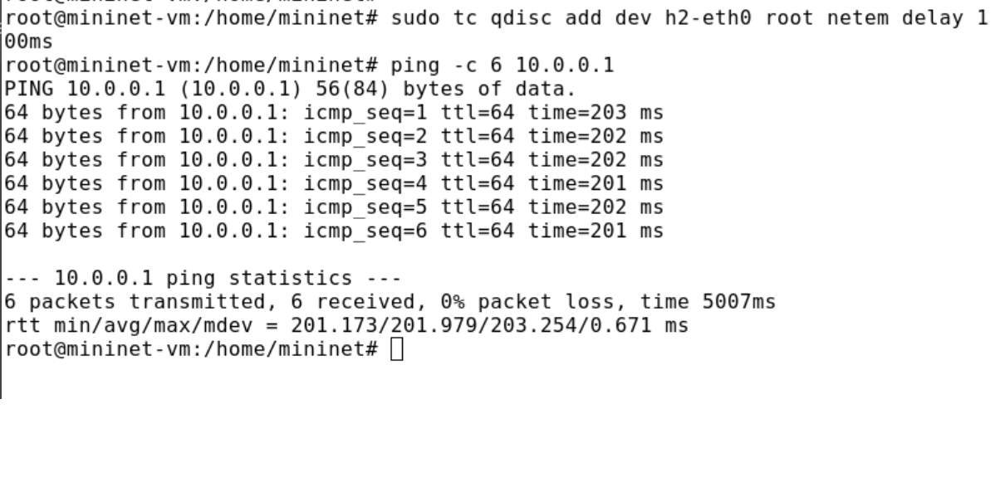 root@mininet-vm:/home/mininet#
root@mininet-vm:/home/mininet# sudo tc qdisc add dev h2-eth0 root netem delay 1
00ms
root@mininet-vm:/home/mininet# ping -c 6 10.0.0.1
PING 10.0.0.1 (10.0.0.1) 56(84) bytes of data.
64 bytes from 10.0.0.1: icmp_seq=1 ttl=64 time=203 ms
64 bytes from 10.0.0.1: icmp_seq=2 ttl=64 time=202 ms
64 bytes from 10.0.0.1: icmp_seq=3 ttl=64 time=202 ms
64 bytes from 10.0.0.1: icmp_seq=4 ttl=64 time=201 ms
64 bytes from 10.0.0.1: icmp_seq=5 ttl=64 time=202 ms
64 bytes from 10.0.0.1: icmp_seq=6 ttl=64 time=201 ms
--- 10.0.0.1 ping statistics ---
6 packets transmitted, 6 received, 0% packet loss, time 5007ms
rtt min/avg/max/mdev = 201.173/201.979/203.254/0.671 ms
root@mininet-vm:/home/mininet#